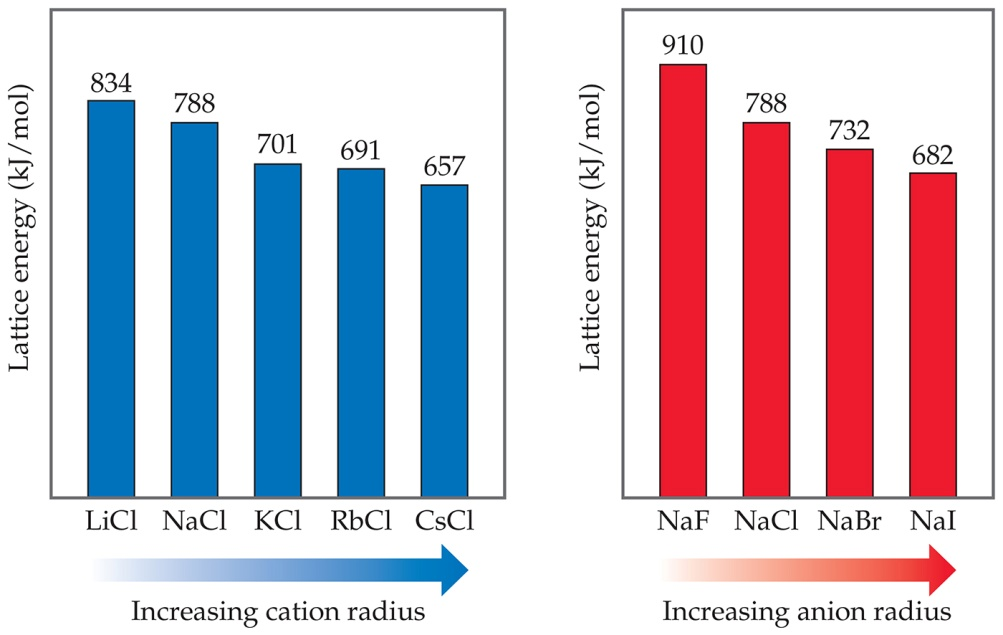 Lattice energy (kJ/mol)
834
788
701
691
657
LiCl NaCl KCl RbCl CsCl
Increasing cation radius
Lattice energy (kJ/mol)
910
788
732
682
NaF NaCl NaBr NaI
Increasing anion radius